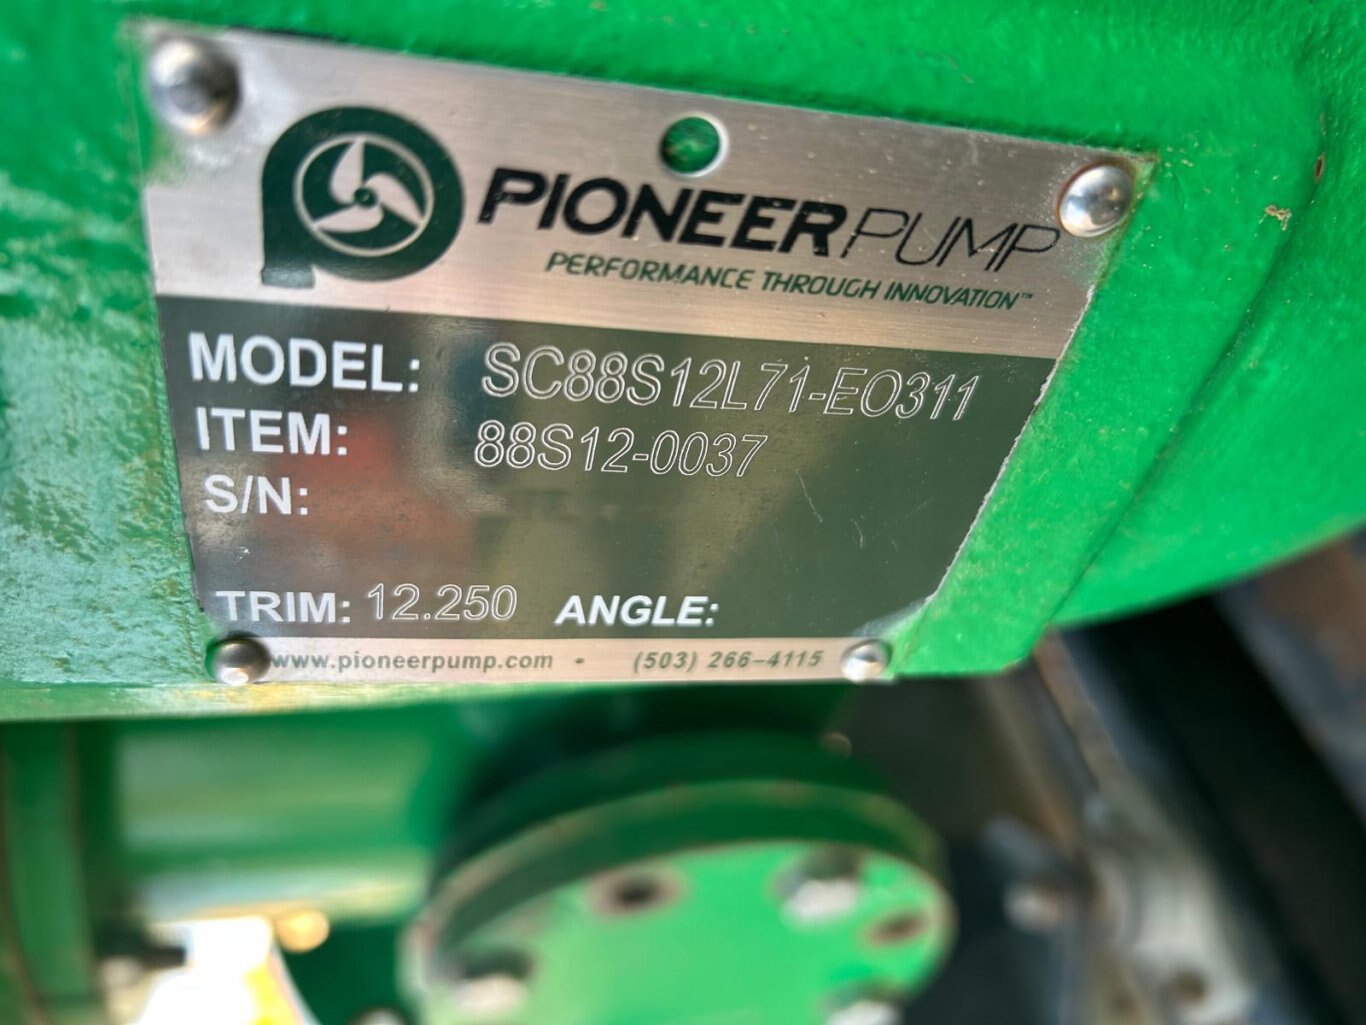 PIONEERPUMP
PERFORMANCE THROUGH INNOVATION™
MODEL: SC88S12L71-EO311
ITEM: 88S12-0037
S/N:
TRIM: 12.250 ANGLE:
www.pioneerpump.com • (503) 266-4115